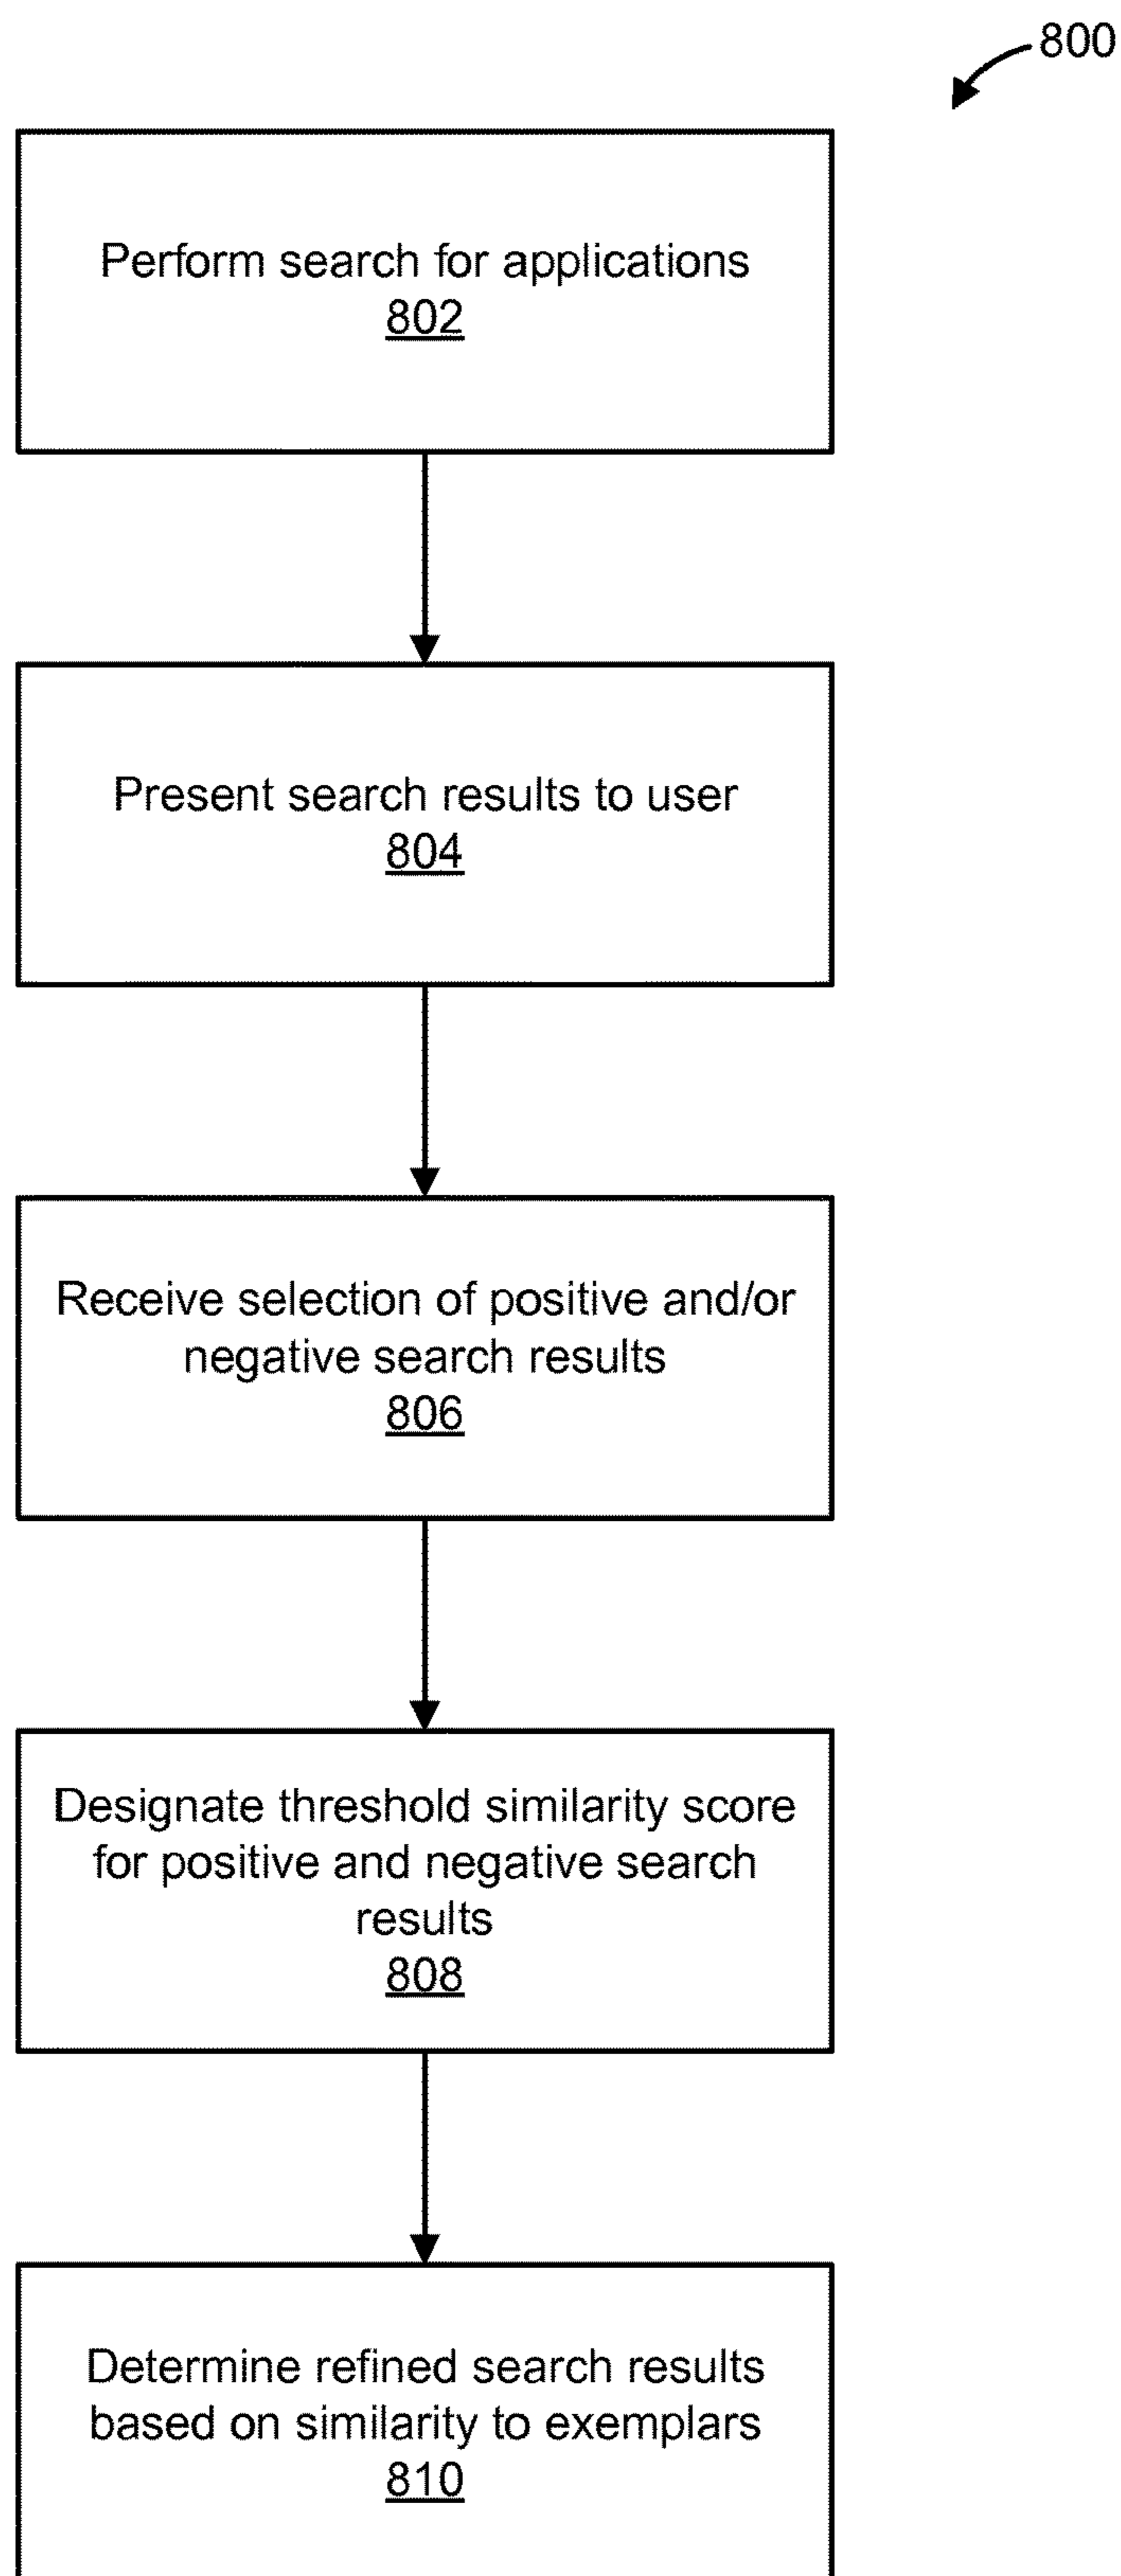 800
Perform search for applications
802
Present search results to user
804
Receive selection of positive and/or
negative search results
806
Designate threshold similarity score
for positive and negative search
results
808
Determine refined search results
based on similarity to exemplars
810